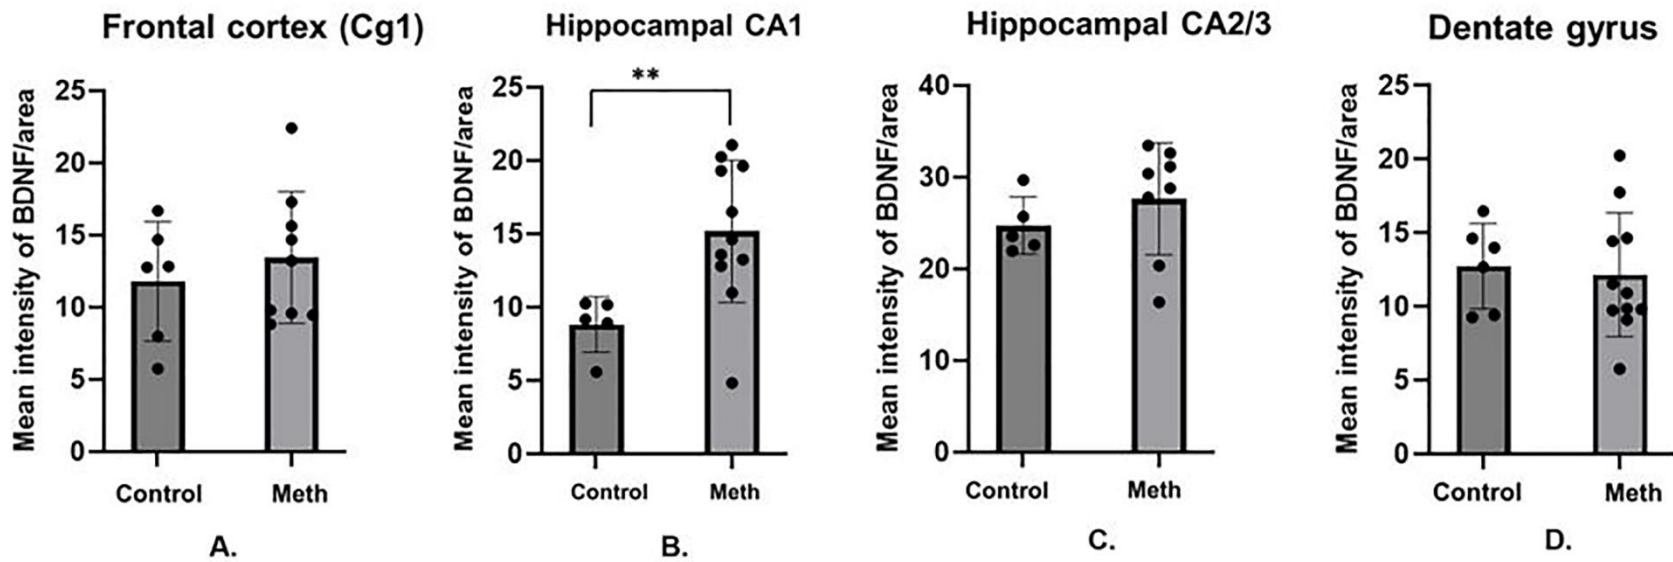 Frontal cortex (Cg1)
Mean intensity of BDNF/area
25
20
15
10
5
0
Control Meth
A.
Hippocampal CA1
Mean intensity of BDNF/area
25
20
15
10
5
0
**
Control Meth
B.
Hippocampal CA2/3
Mean intensity of BDNF/area
40
30
20
10
0
Control Meth
C.
Dentate gyrus
Mean intensity of BDNF/area
25
20
15
10
5
0
Control Meth
D.